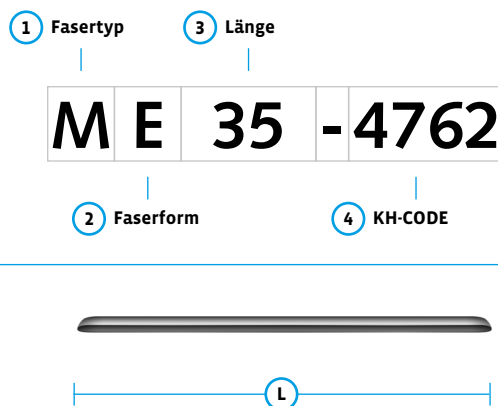 1 Fasertyp 3 Länge
M E 35 - 4762
2 Faserform 4 KH-CODE
L